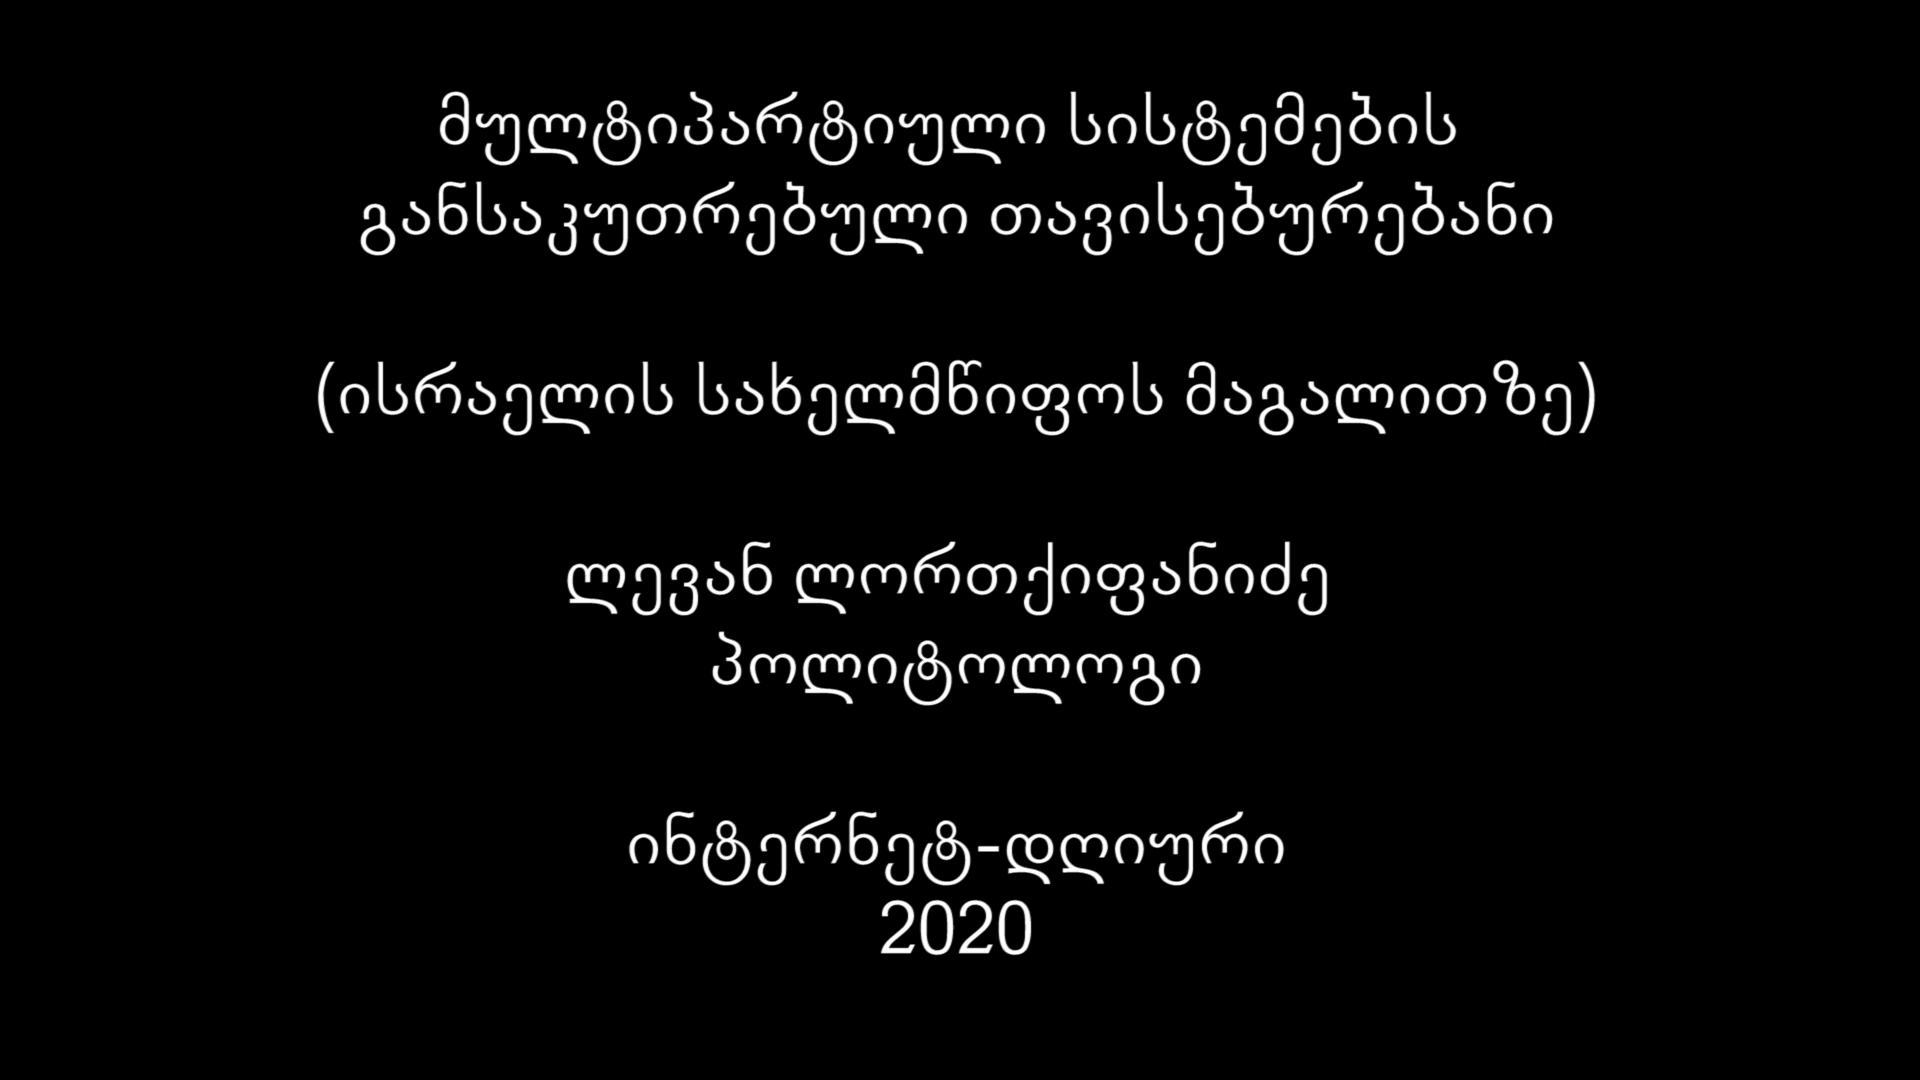 მულტიპარტიული სისტემების
განსაკუთრებული თავისებურებანი
(ისრაელის სახელმწიფოს მაგალითზე)
ლევან ლორთქიფანიძე
პოლიტოლოგი
ინტერნეტ-დღიური
2020